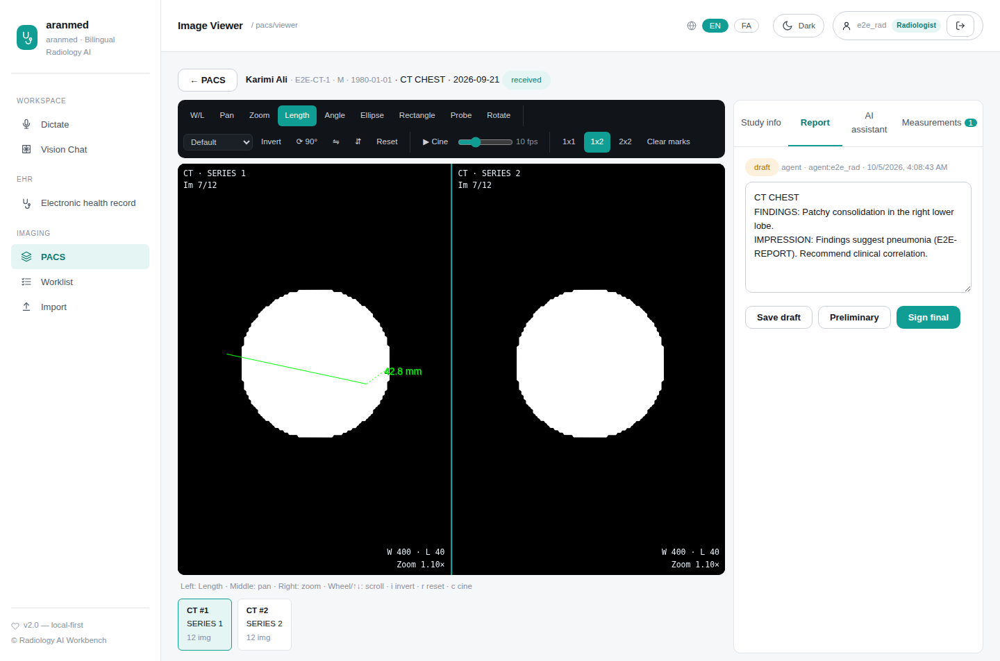 aranmed
aranmed · Bilingual
Radiology AI
WORKSPACE
Dictate
Vision Chat
EHR
Electronic health record
IMAGING
PACS
Worklist
Import
v2.0 — local-first
© Radiology AI Workbench
Image Viewer / pacs/viewer
EN FA Dark e2e_rad Radiologist
← PACS Karimi Ali · E2E-CT-1 · M · 1980-01-01 · CT CHEST · 2026-09-21 received
W/L Pan Zoom Length Angle Ellipse Rectangle Probe Rotate
Default Invert ⟳ 90° ⇋ ⇵ Reset ▶ Cine 10 fps 1x1 1x2 2x2 Clear marks
CT · SERIES 1
Im 7/12
42.8 mm
W 400 · L 40
Zoom 1.10×
CT · SERIES 2
Im 7/12
W 400 · L 40
Zoom 1.10×
Left: Length · Middle: pan · Right: zoom · Wheel/↑↓: scroll · i invert · r reset · c cine
CT #1
SERIES 1
12 img
CT #2
SERIES 2
12 img
Study info Report AI assistant Measurements 1
draft agent · agent:e2e_rad · 10/5/2026, 4:08:43 AM
CT CHEST
FINDINGS: Patchy consolidation in the right lower
lobe.
IMPRESSION: Findings suggest pneumonia (E2E-
REPORT). Recommend clinical correlation.
Save draft Preliminary Sign final